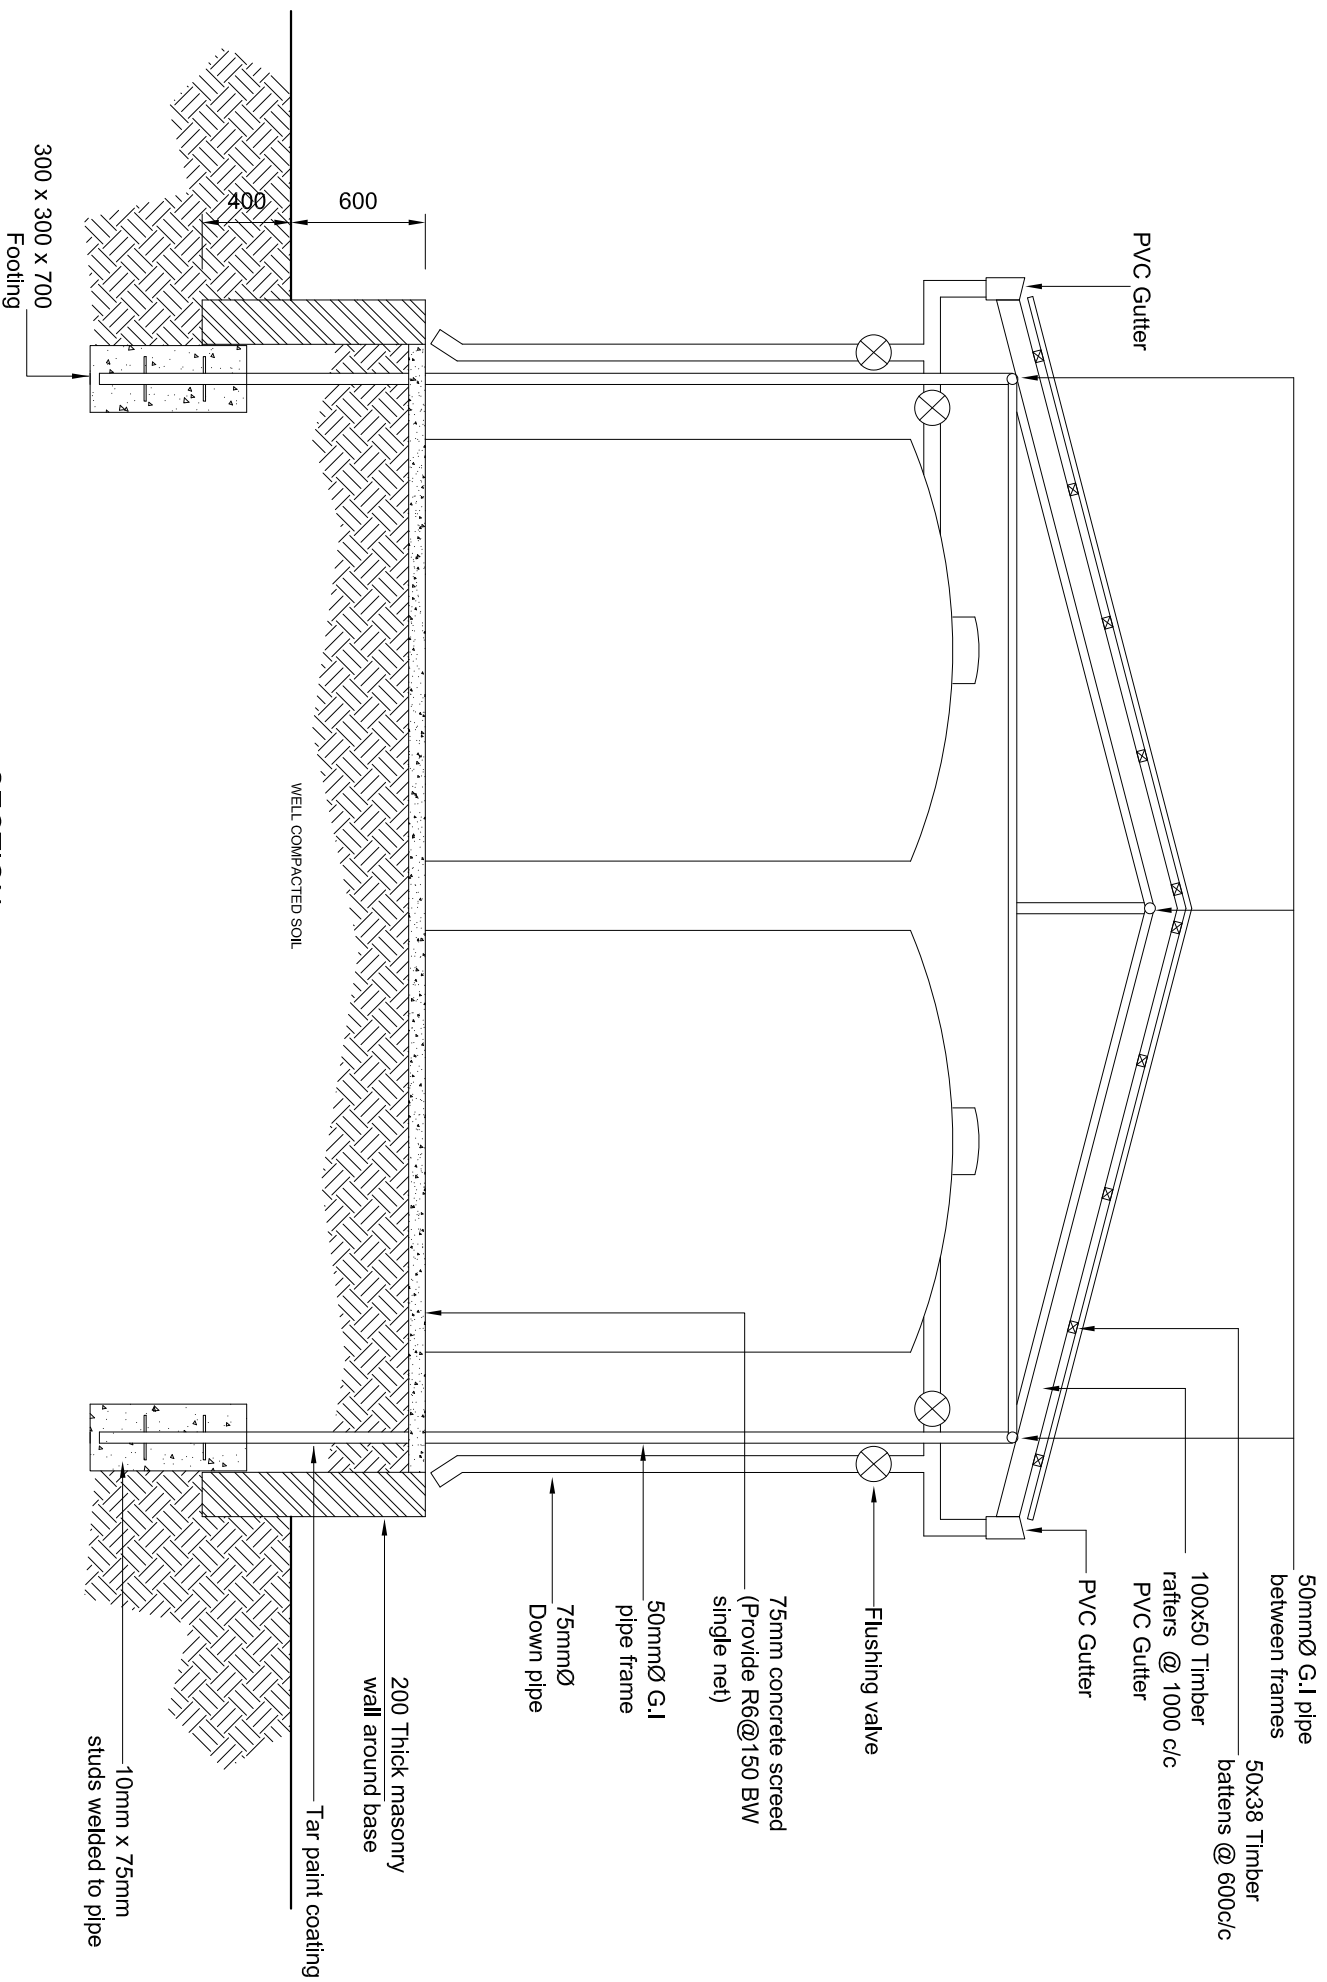 50mmØ G.I pipe
between frames
50x38 Timber
battens @ 600c/c
100x50 Timber
rafters @ 1000 c/c
PVC Gutter
PVC Gutter
PVC Gutter
Flushing valve
75mm concrete screed
(Provide R6@150 BW
single net)
50mmØ G.I
pipe frame
75mmØ
Down pipe
600
400
200 Thick masonry
wall around base
Tar paint coating
WELL COMPACTED SOIL
10mm x 75mm
studs welded to pipe
300 x 300 x 700
Footing